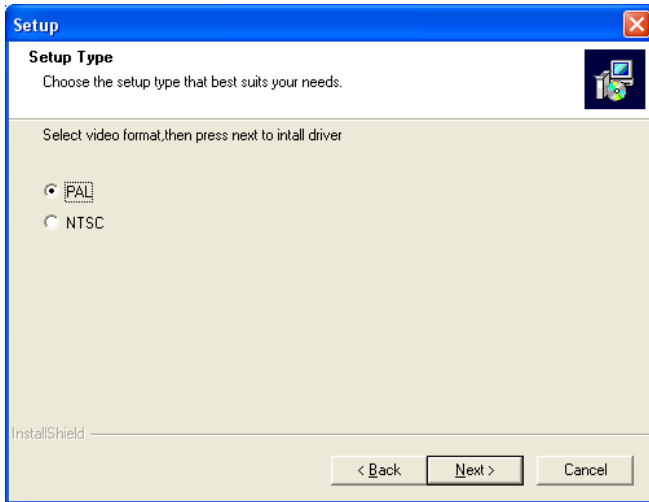 Setup
Setup Type
Choose the setup type that best suits your needs.
Select video format,then press next to intall driver
PAL
NTSC
InstallShield
< Back
Next >
Cancel